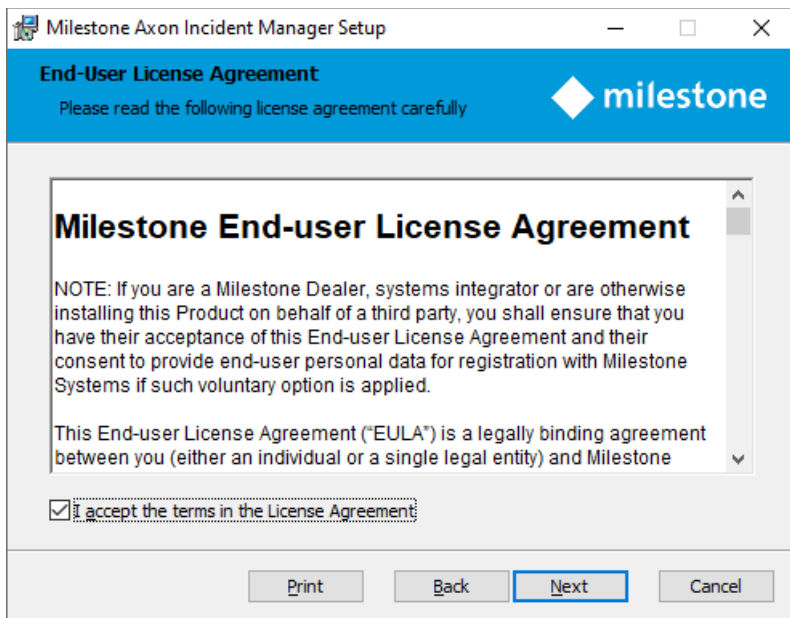 Milestone Axon Incident Manager Setup
End-User License Agreement
Please read the following license agreement carefully
milestone
Milestone End-user License Agreement
NOTE: If you are a Milestone Dealer, systems integrator or are otherwise
installing this Product on behalf of a third party, you shall ensure that you
have their acceptance of this End-user License Agreement and their
consent to provide end-user personal data for registration with Milestone
Systems if such voluntary option is applied.
This End-user License Agreement (“EULA”) is a legally binding agreement
between you (either an individual or a single legal entity) and Milestone
I accept the terms in the License Agreement
Print Back Next Cancel